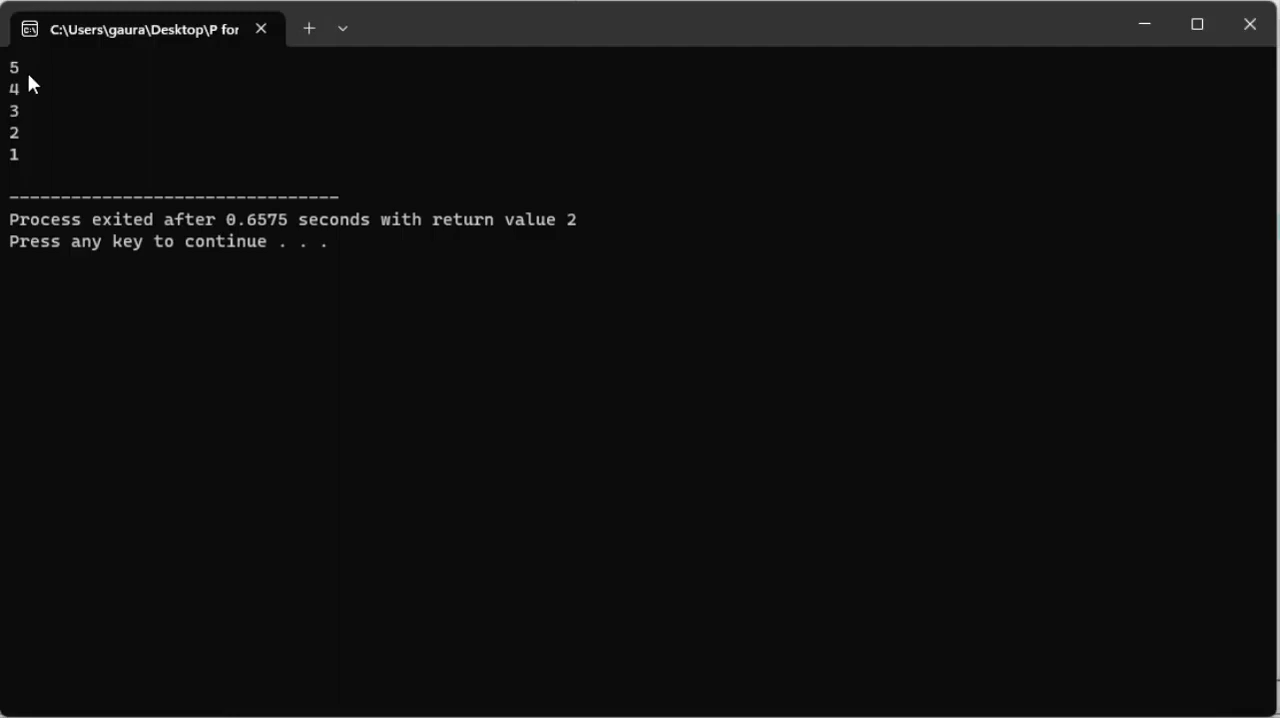 C:\Users\gaura\Desktop\P for
5
4
3
2
1
--------------------------------
Process exited after 0.6575 seconds with return value 2
Press any key to continue . . .